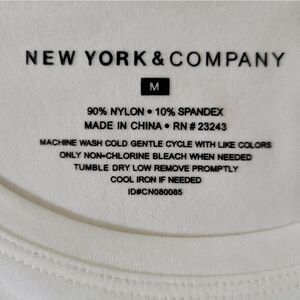 NEW YORK & COMPANY
M
90% NYLON • 10% SPANDEX
MADE IN CHINA • RN # 23243
MACHINE WASH COLD GENTLE CYCLE WITH LIKE COLORS
ONLY NON-CHLORINE BLEACH WHEN NEEDED
TUMBLE DRY LOW REMOVE PROMPTLY
COOL IRON IF NEEDED
ID#CN080085